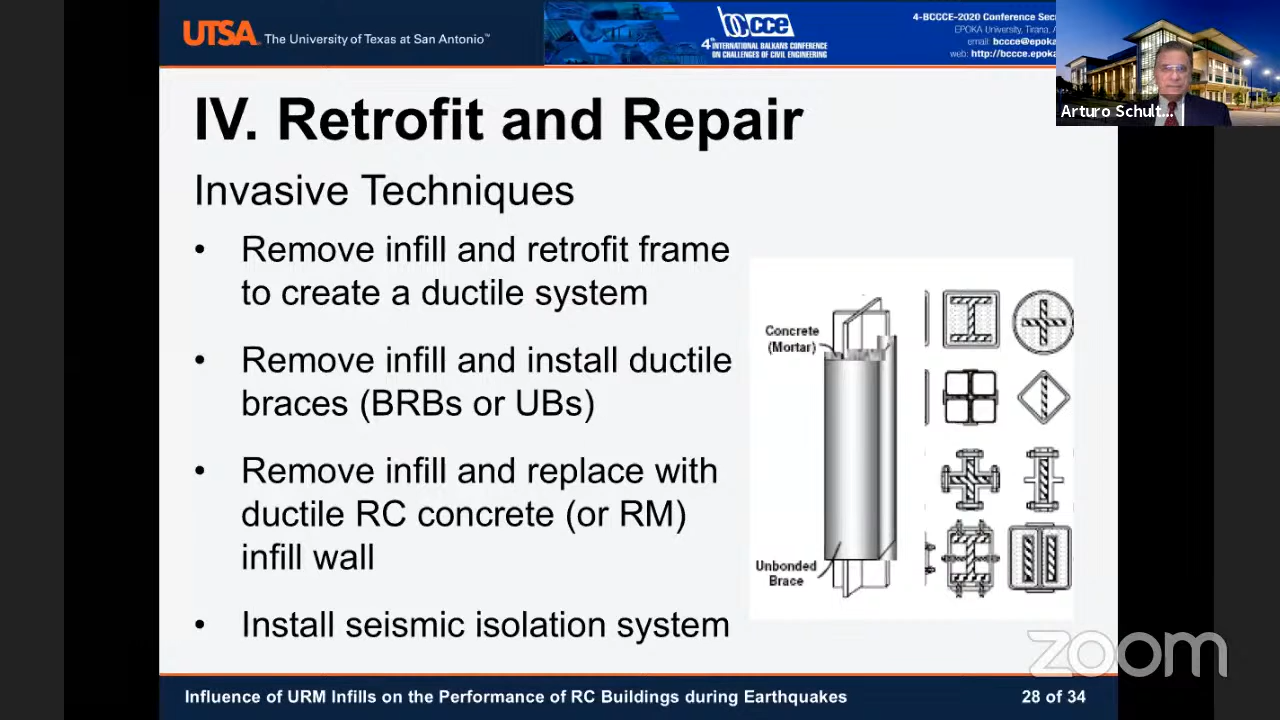 UTSA The University of Texas at San Antonio™
bccce
4th INTERNATIONAL BALKANS CONFERENCE
ON CHALLENGES OF CIVIL ENGINEERING
4-BCCCE-2020 Conference Sec
EPOKA University, Tirana, A
email: bccce@epoka
web: http://bccce.epoka
Arturo Schult...
IV. Retrofit and Repair
Invasive Techniques
• Remove infill and retrofit frame
to create a ductile system
• Remove infill and install ductile
braces (BRBs or UBs)
• Remove infill and replace with
ductile RC concrete (or RM)
infill wall
• Install seismic isolation system
Concrete
(Mortar)
Unbonded
Brace
zoom
Influence of URM Infills on the Performance of RC Buildings during Earthquakes
28 of 34